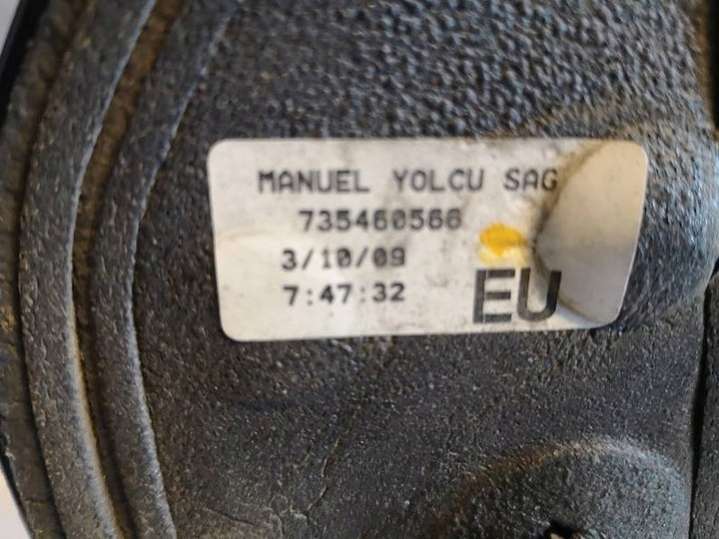 MANUEL YOLCU SAG
735460566
3/10/09
7:47:32
EU